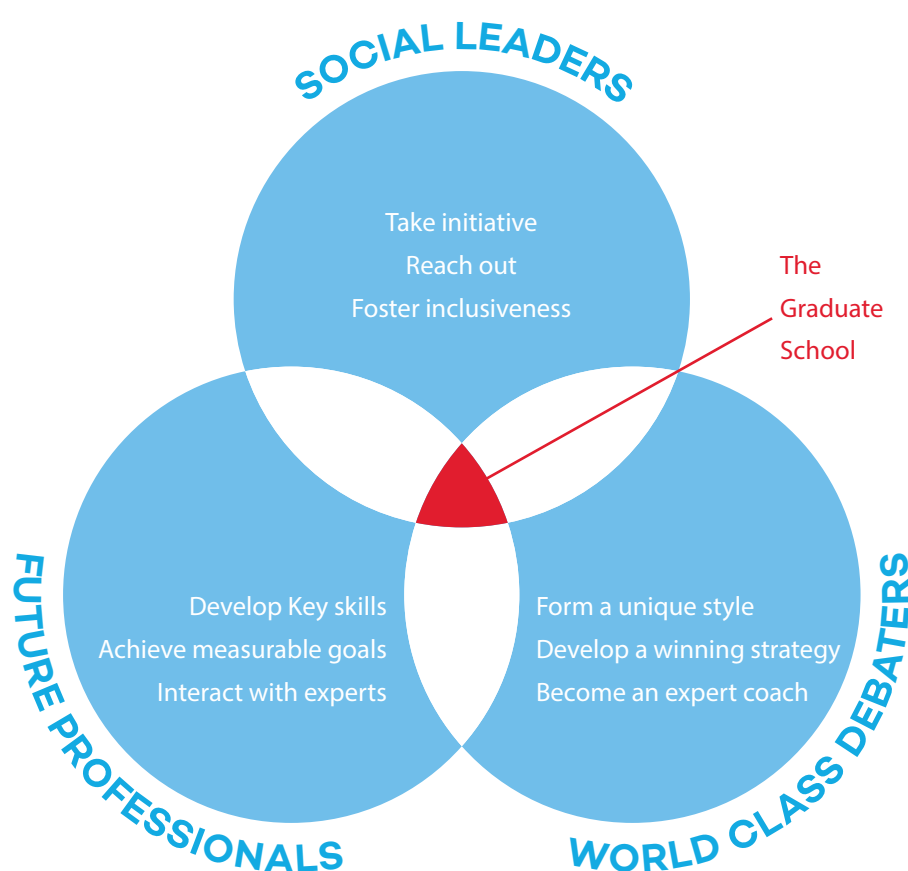 SOCIAL LEADERS
Take initiative
Reach out
Foster inclusiveness
The
Graduate
School
FUTURE PROFESSIONALS
Develop Key skills
Achieve measurable goals
Interact with experts
Form a unique style
Develop a winning strategy
Become an expert coach
WORLD CLASS DEBATERS